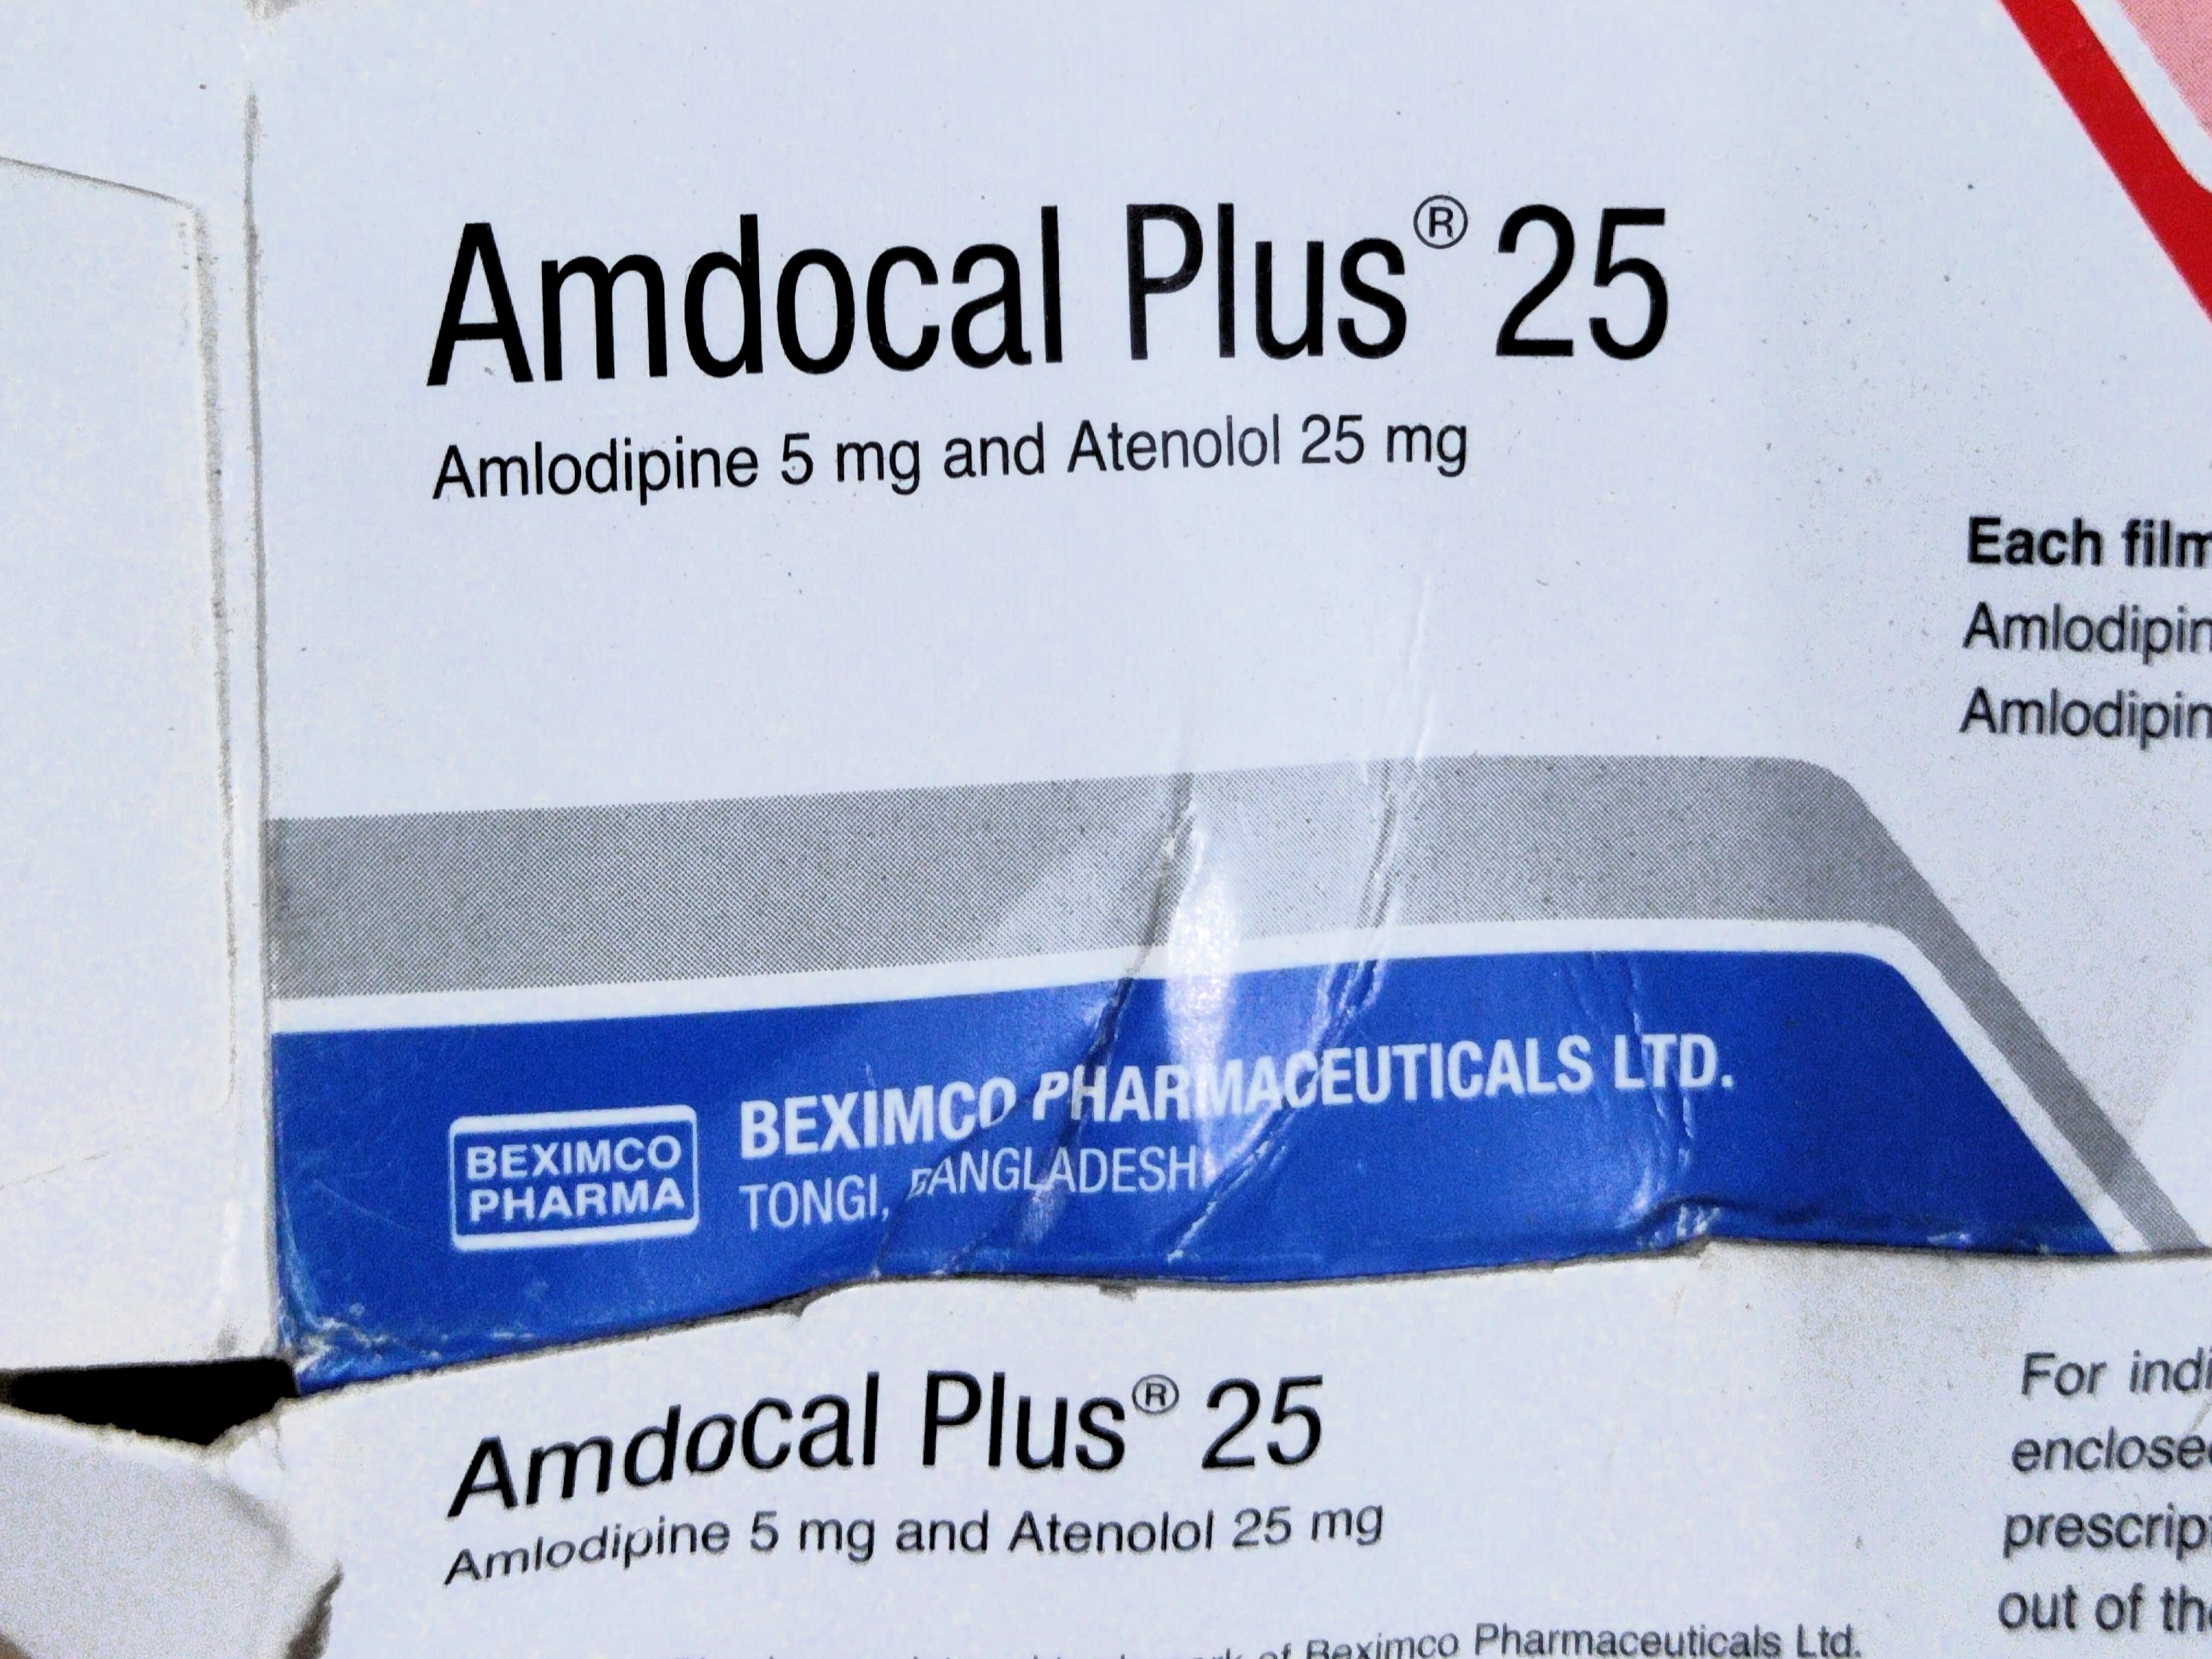 Amdocal Plus® 25
Amlodipine 5 mg and Atenolol 25 mg
Each
Amlodipin
Amlodipin
BEXIMCO
PHARMA
BEXIMCO PHARMACEUTICALS LTD.
TONGI, BANGLADESH
Amdocal Plus® 25
Amlodipine 5 mg and Atenolol 25 mg
of Beximco Pharmaceuticals Ltd.
For indi
enclose
prescrip
out of th